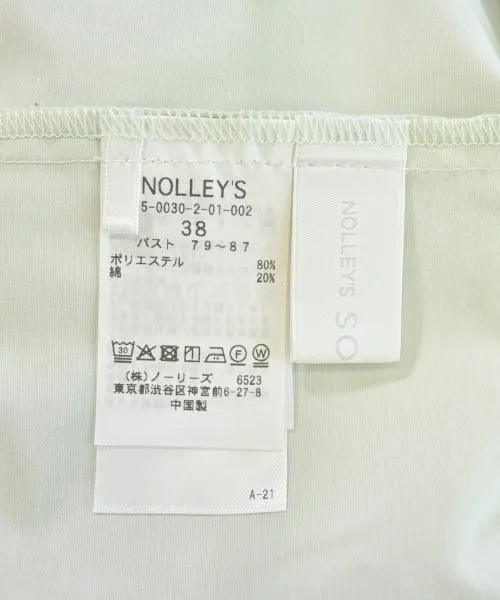 NOLLEY'S
5-0030-2-01-002
38
バスト 79~87
ポリエステル 80%
綿 20%
30
F
W
(株)ノーリーズ 6523
東京都渋谷区神宮前6-27-8
中国製
A-21
NOLLEY'S SO